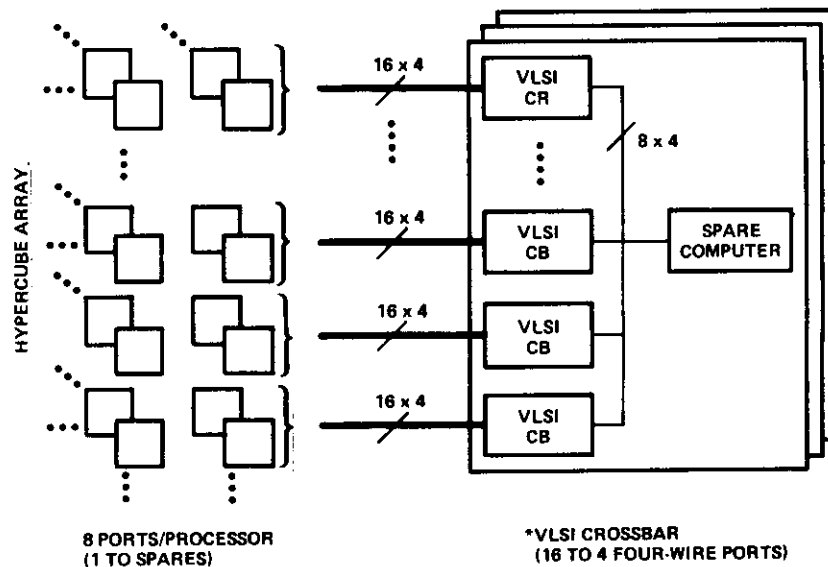 HYPERCUBE ARRAY.
16 x 4
VLSI
CR
8 x 4
16 x 4
VLSI
CB
SPARE
COMPUTER
16 x 4
VLSI
CB
16 x 4
VLSI
CB
8 PORTS/PROCESSOR
(1 TO SPARES)
*VLSI CROSSBAR
(16 TO 4 FOUR-WIRE PORTS)